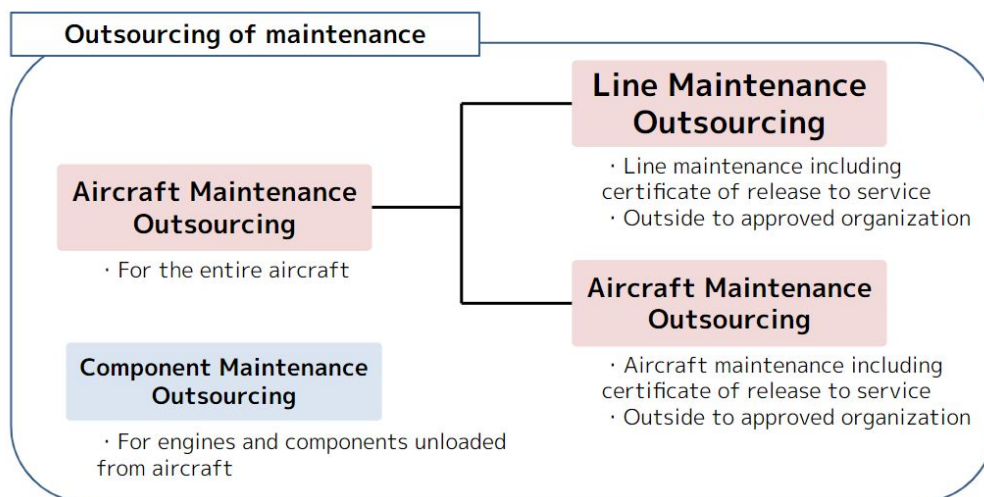 Outsourcing of maintenance
Aircraft Maintenance
Outsourcing
· For the entire aircraft
Component Maintenance
Outsourcing
· For engines and components unloaded
from aircraft
Line Maintenance
Outsourcing
· Line maintenance including
certificate of release to service
· Outside to approved organization
Aircraft Maintenance
Outsourcing
· Aircraft maintenance including
certificate of release to service
· Outside to approved organization